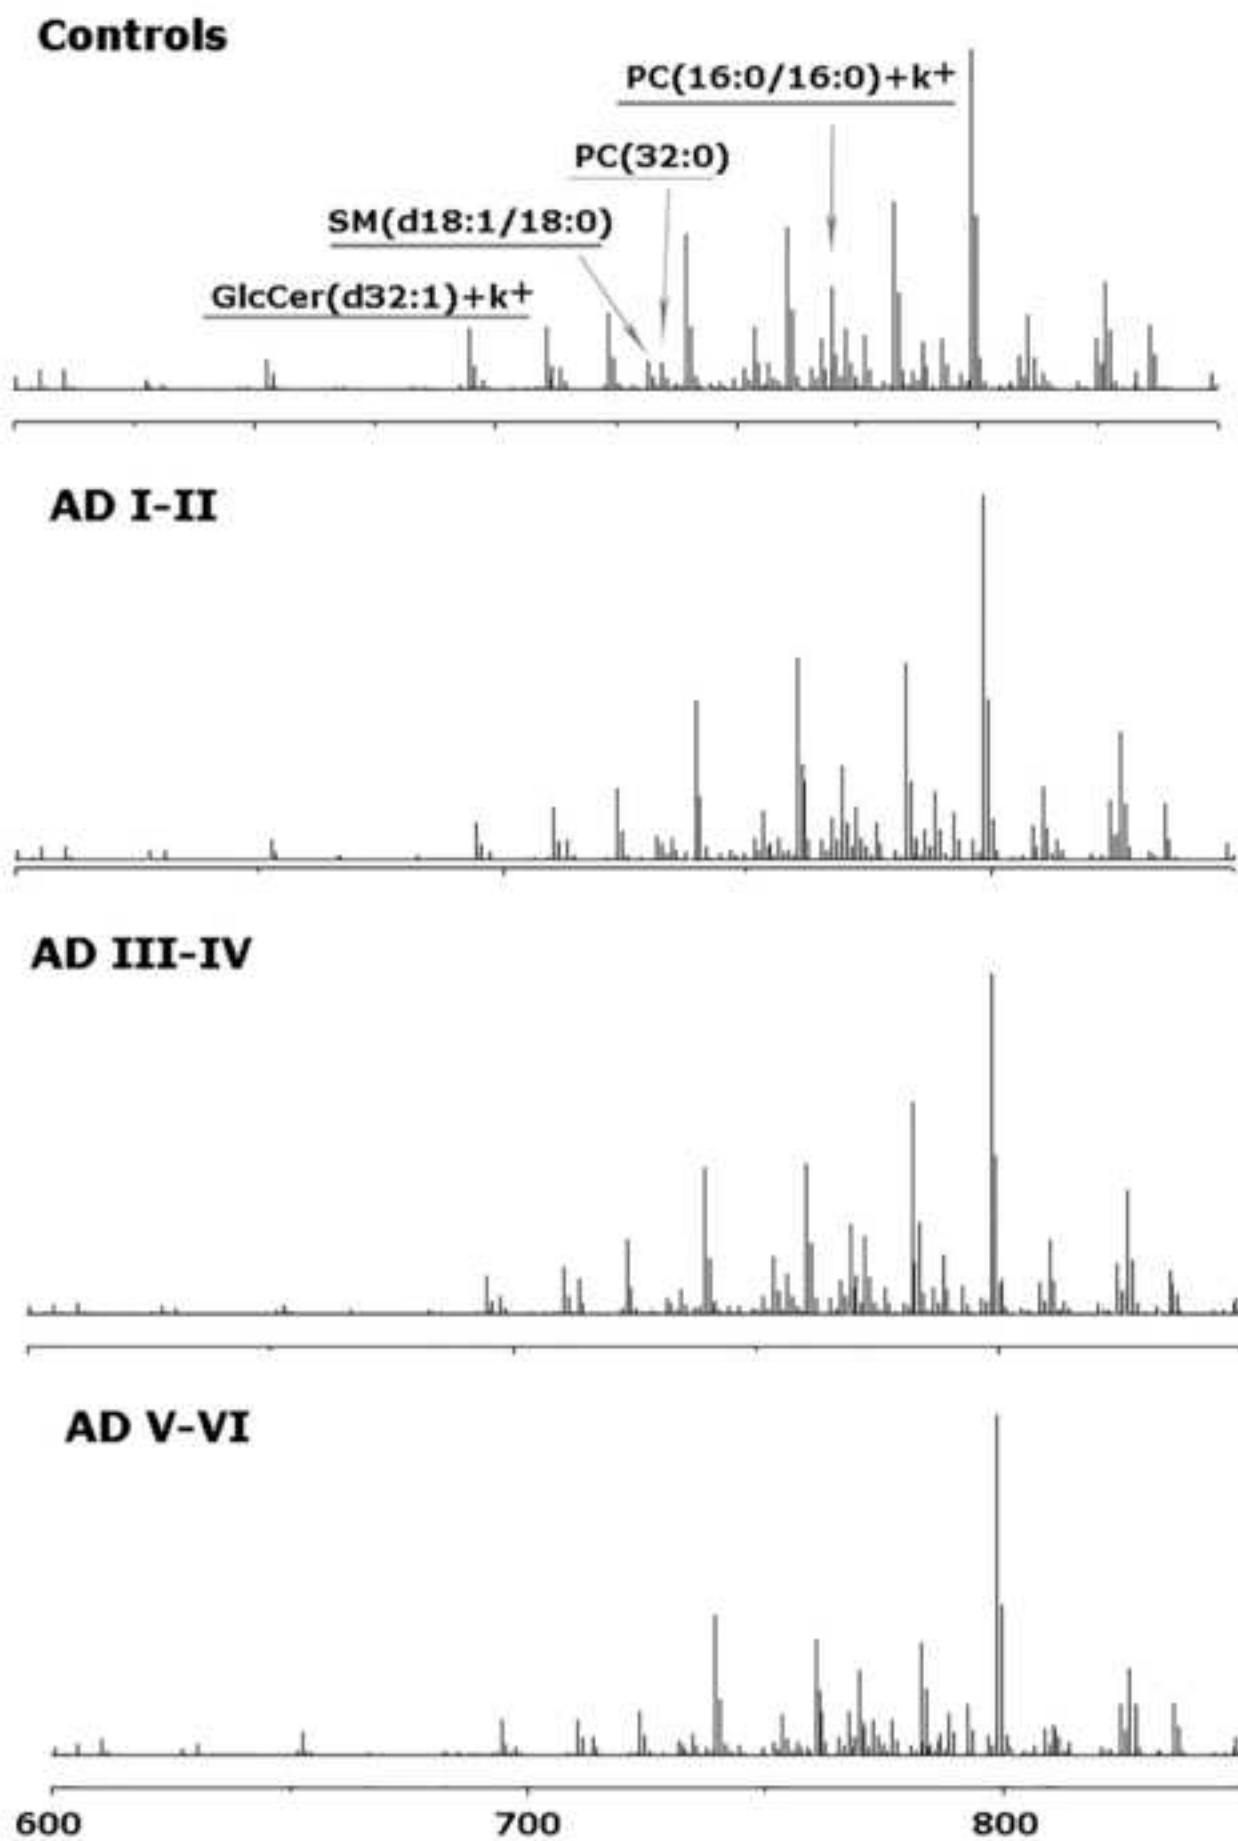 Controls
PC(16:0/16:0)+k+
PC(32:0)
SM(d18:1/18:0)
GlcCer(d32:1)+k+
AD I-II
AD III-IV
AD V-VI
600 700 800